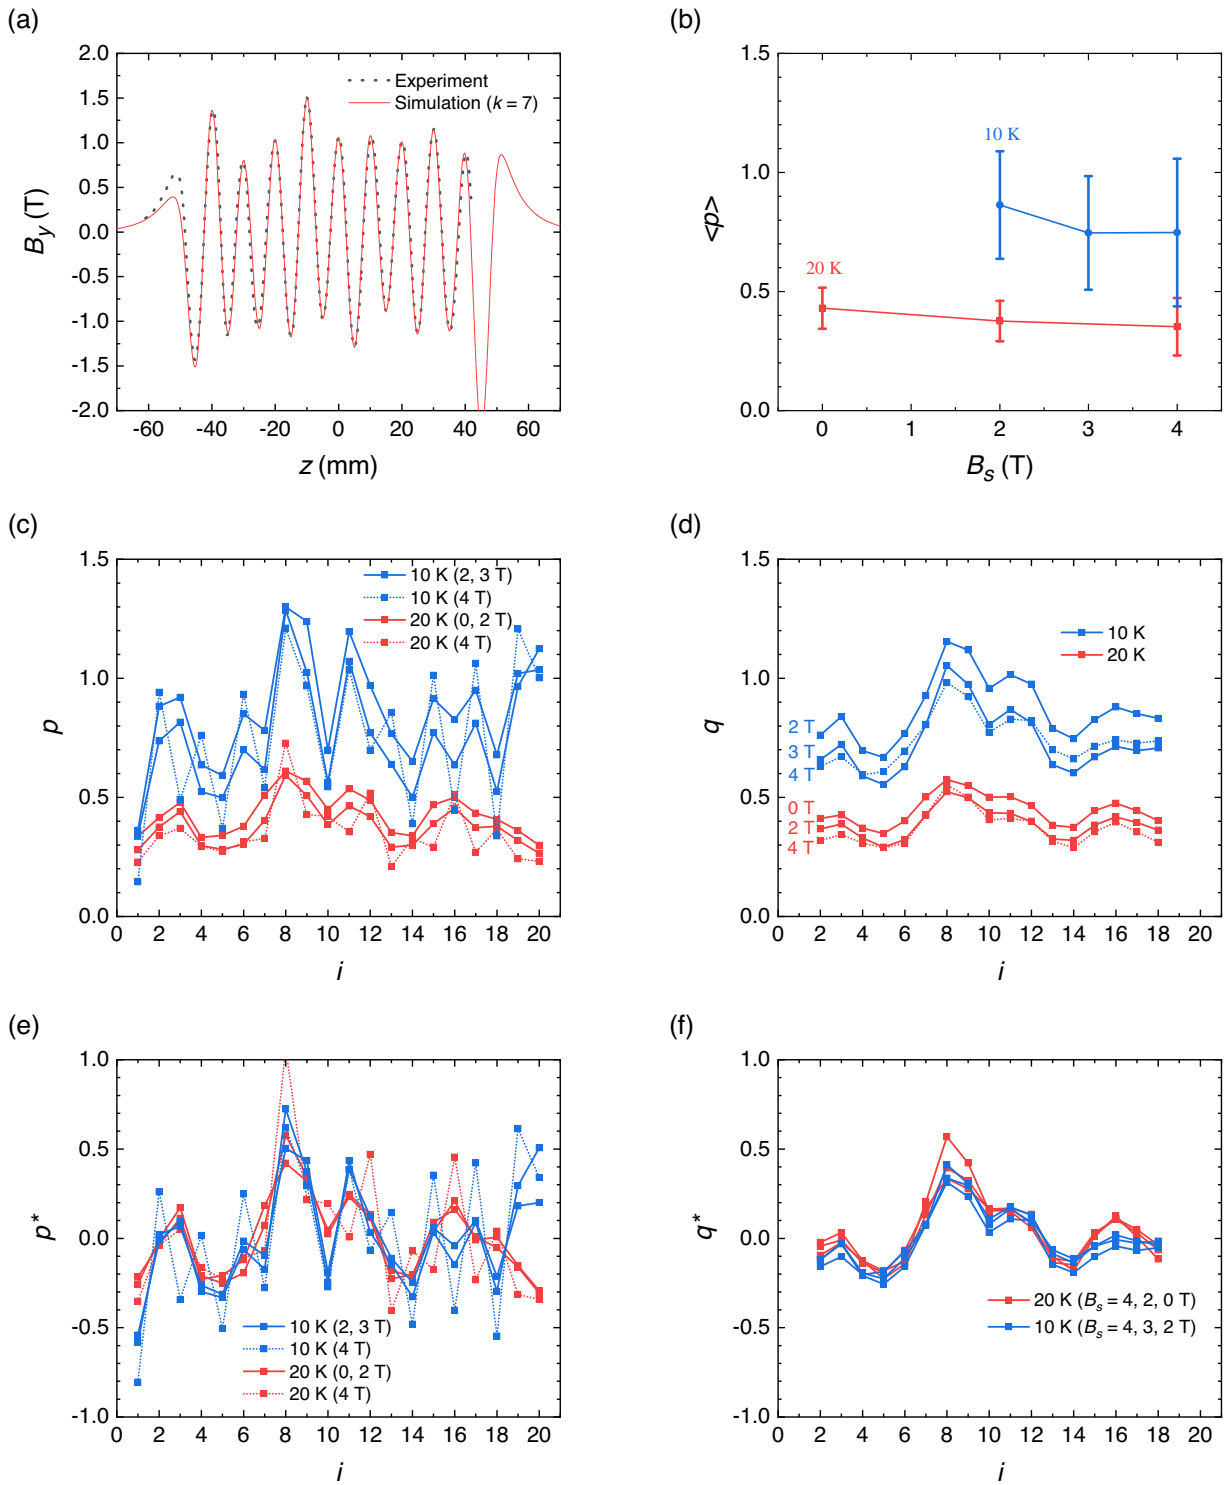 (a)
2.0
1.5
1.0
0.5
0.0
-0.5
-1.0
-1.5
-2.0
B_y (T)
Experiment
Simulation (k = 7)
-60 -40 -20 0 20 40 60
z (mm)
(b)
1.5
1.0
0.5
0.0
<p>
10 K
20 K
0 1 2 3 4
B_s (T)
(c)
1.5
1.0
0.5
0.0
p
10 K (2, 3 T)
10 K (4 T)
20 K (0, 2 T)
20 K (4 T)
0 2 4 6 8 10 12 14 16 18 20
i
(d)
1.5
1.0
0.5
0.0
q
10 K
20 K
2 T
3 T
4 T
0 T
2 T
4 T
0 2 4 6 8 10 12 14 16 18 20
i
(e)
1.0
0.5
0.0
-0.5
-1.0
p*
10 K (2, 3 T)
10 K (4 T)
20 K (0, 2 T)
20 K (4 T)
0 2 4 6 8 10 12 14 16 18 20
i
(f)
1.0
0.5
0.0
-0.5
-1.0
q*
20 K (B_s = 4, 2, 0 T)
10 K (B_s = 4, 3, 2 T)
0 2 4 6 8 10 12 14 16 18 20
i